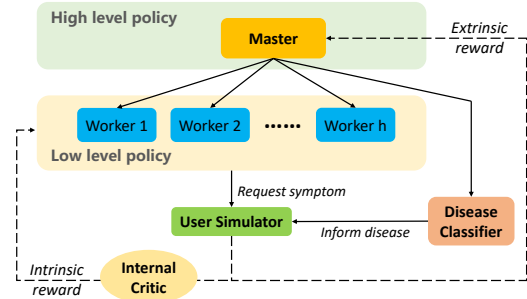 High level policy
Master
Extrinsic
reward
Worker 1
Worker 2
......
Worker h
Low level policy
Request symptom
User Simulator
Inform disease
Disease
Classifier
Intrinsic
reward
Internal
Critic